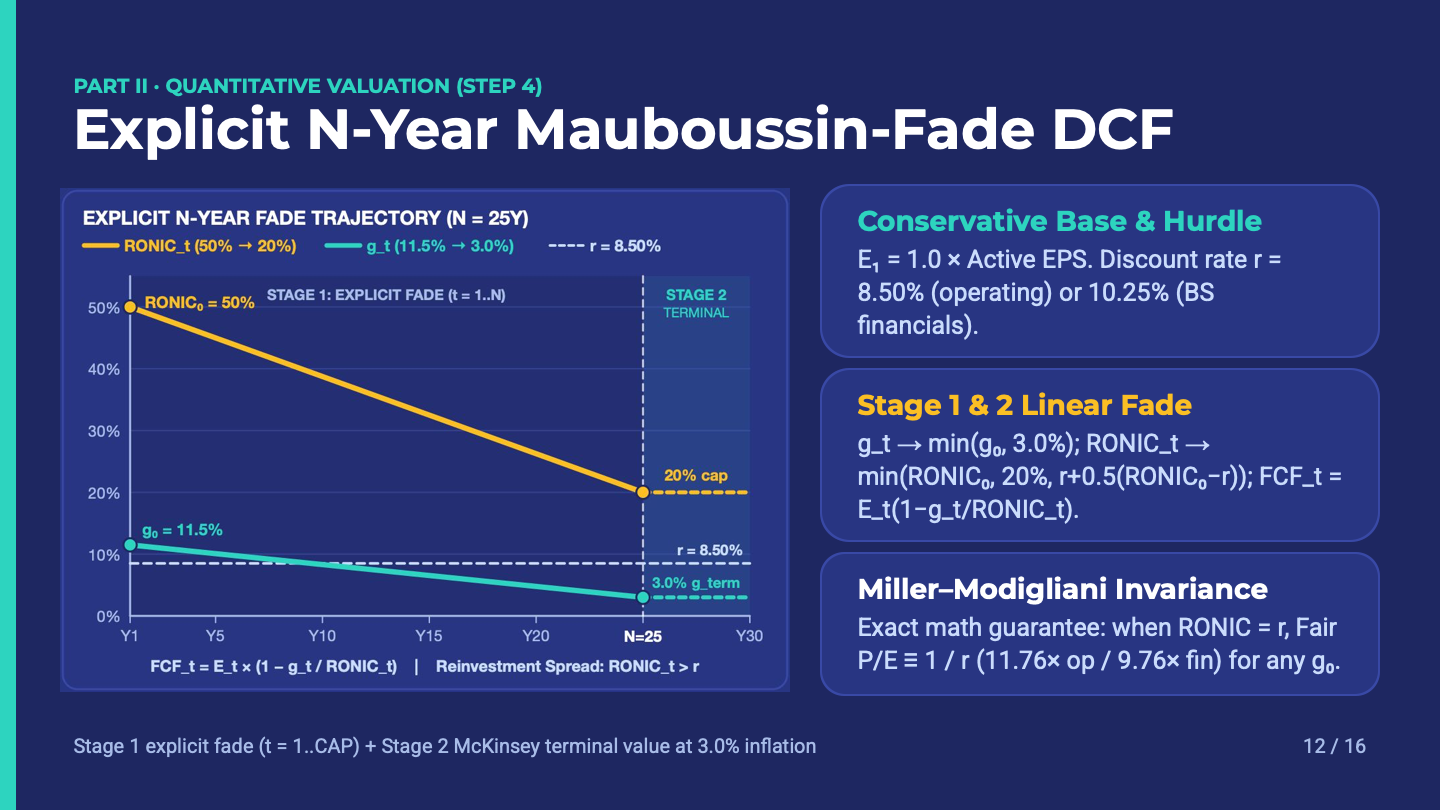 PART II · QUANTITATIVE VALUATION (STEP 4)
Explicit N-Year Mauboussin-Fade DCF
EXPLICIT N-YEAR FADE TRAJECTORY (N = 25Y)
RONIC_t (50% → 20%) g_t (11.5% → 3.0%) r = 8.50%
RONIC₀ = 50%
STAGE 1: EXPLICIT FADE (t = 1..N)
STAGE 2
TERMINAL
50%
40%
30%
20%
10%
0%
20% cap
g₀ = 11.5%
r = 8.50%
3.0% g_term
Y1 Y5 Y10 Y15 Y20 N=25 Y30
FCF_t = E_t × (1 − g_t / RONIC_t) | Reinvestment Spread: RONIC_t > r
Conservative Base & Hurdle
E₁ = 1.0 × Active EPS. Discount rate r =
8.50% (operating) or 10.25% (BS
financials).
Stage 1 & 2 Linear Fade
g_t → min(g₀, 3.0%); RONIC_t →
min(RONIC₀, 20%, r+0.5(RONIC₀−r)); FCF_t =
E_t(1−g_t/RONIC_t).
Miller–Modigliani Invariance
Exact math guarantee: when RONIC = r, Fair
P/E ≡ 1 / r (11.76× op / 9.76× fin) for any g₀.
Stage 1 explicit fade (t = 1..CAP) + Stage 2 McKinsey terminal value at 3.0% inflation
12 / 16